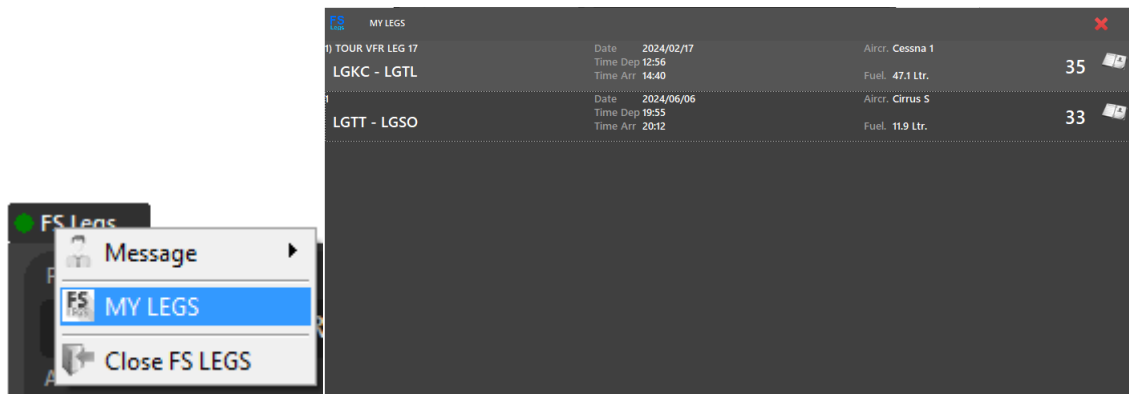 FS Legs
Message
FS
LEGS
MY LEGS
Close FS LEGS
FS
Legs
MY LEGS
1) TOUR VFR LEG 17
LGKC - LGTL
Date 2024/02/17
Time Dep 12:56
Time Arr 14:40
Aircr. Cessna 1
Fuel. 47.1 Ltr.
35
1
LGTT - LGSO
Date 2024/06/06
Time Dep 19:55
Time Arr 20:12
Aircr. Cirrus S
Fuel. 11.9 Ltr.
33